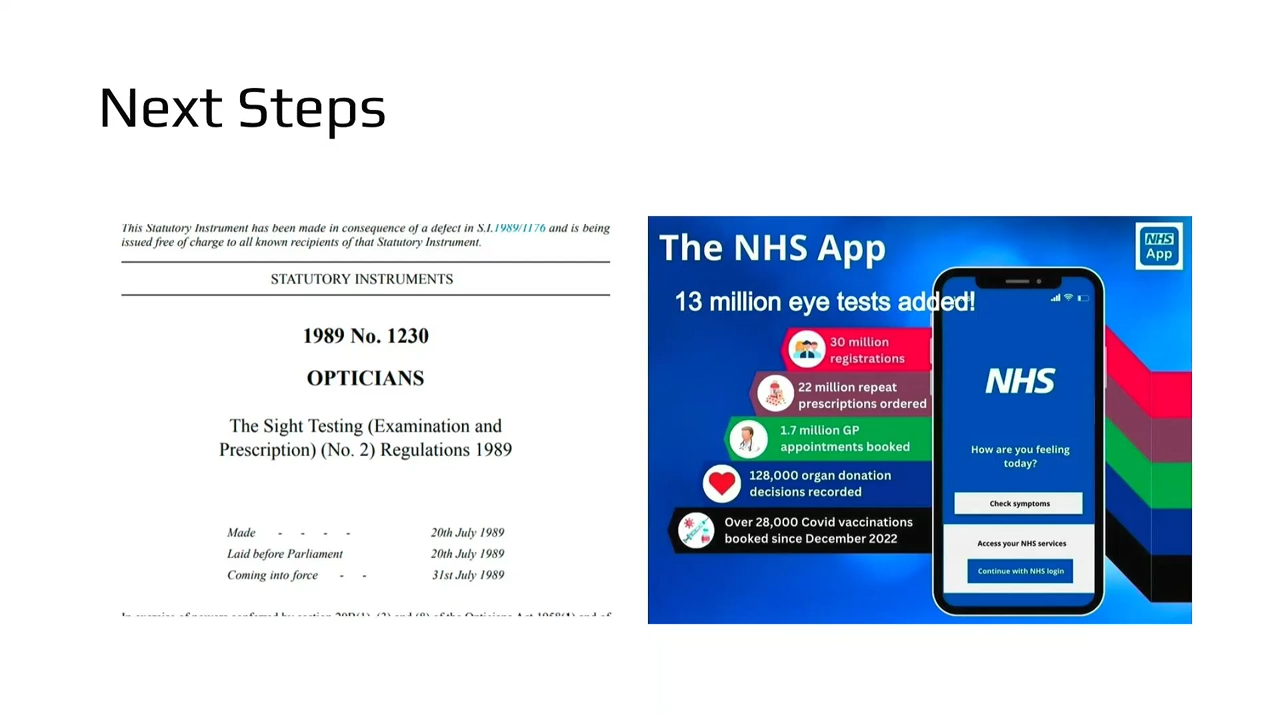 Next Steps
This Statutory Instrument has been made in consequence of a defect in S.I.1989/1176 and is being
issued free of charge to all known recipients of that Statutory Instrument.
STATUTORY INSTRUMENTS
1989 No. 1230
OPTICIANS
The Sight Testing (Examination and
Prescription) (No. 2) Regulations 1989
Made - - - - 20th July 1989
Laid before Parliament 20th July 1989
Coming into force - - 31st July 1989
The NHS App
NHS
App
13 million eye tests added!
30 million
registrations
22 million repeat
prescriptions ordered
1.7 million GP
appointments booked
128,000 organ donation
decisions recorded
Over 28,000 Covid vaccinations
booked since December 2022
NHS
How are you feeling
today?
Check symptoms
Access your NHS services
Continue with NHS login